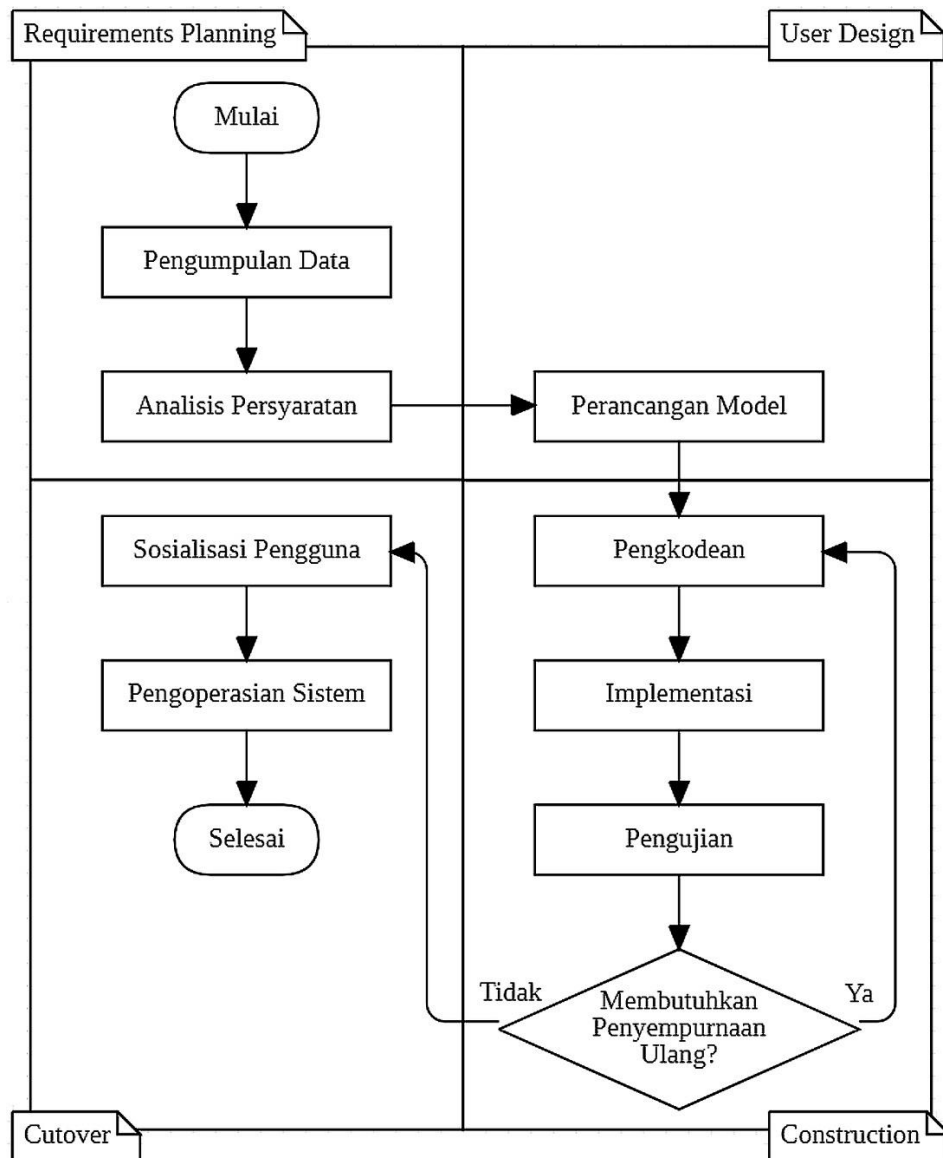 Requirements Planning
User Design
Mulai
Pengumpulan Data
Analisis Persyaratan
Perancangan Model
Sosialisasi Pengguna
Pengkodean
Pengoperasian Sistem
Implementasi
Selesai
Pengujian
Tidak
Membutuhkan
Penyempurnaan
Ulang?
Ya
Cutover
Construction